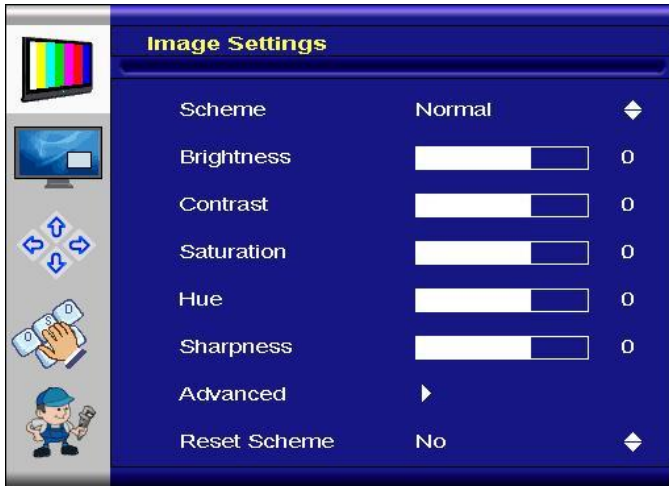 Image Settings
Scheme Normal
Brightness 0
Contrast 0
Saturation 0
Hue 0
Sharpness 0
Advanced
Reset Scheme No
O S D